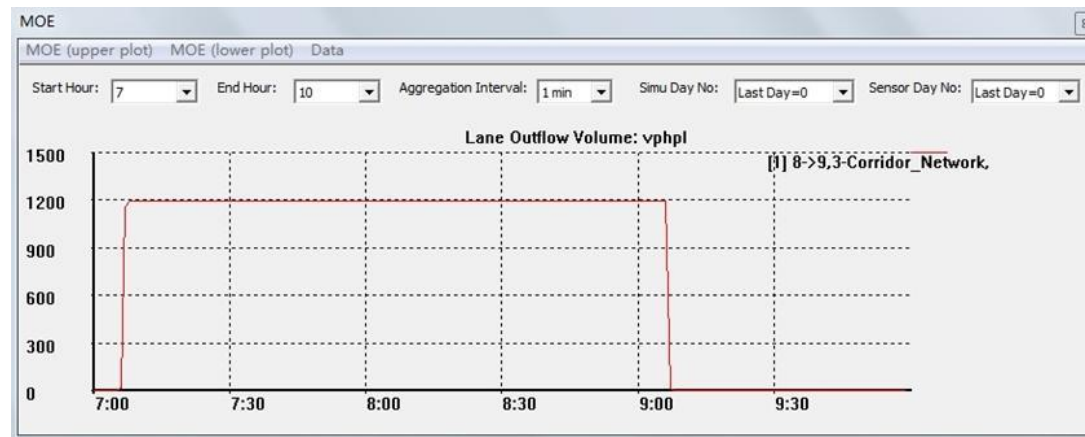 MOE
MOE (upper plot) MOE (lower plot) Data
Start Hour: 7 End Hour: 10 Aggregation Interval: 1 min Simu Day No: Last Day=0 Sensor Day No: Last Day=0
Lane Outflow Volume: vphpl
[1] 8->9,3-Corridor_Network,
1500
1200
900
600
300
0
7:00 7:30 8:00 8:30 9:00 9:30